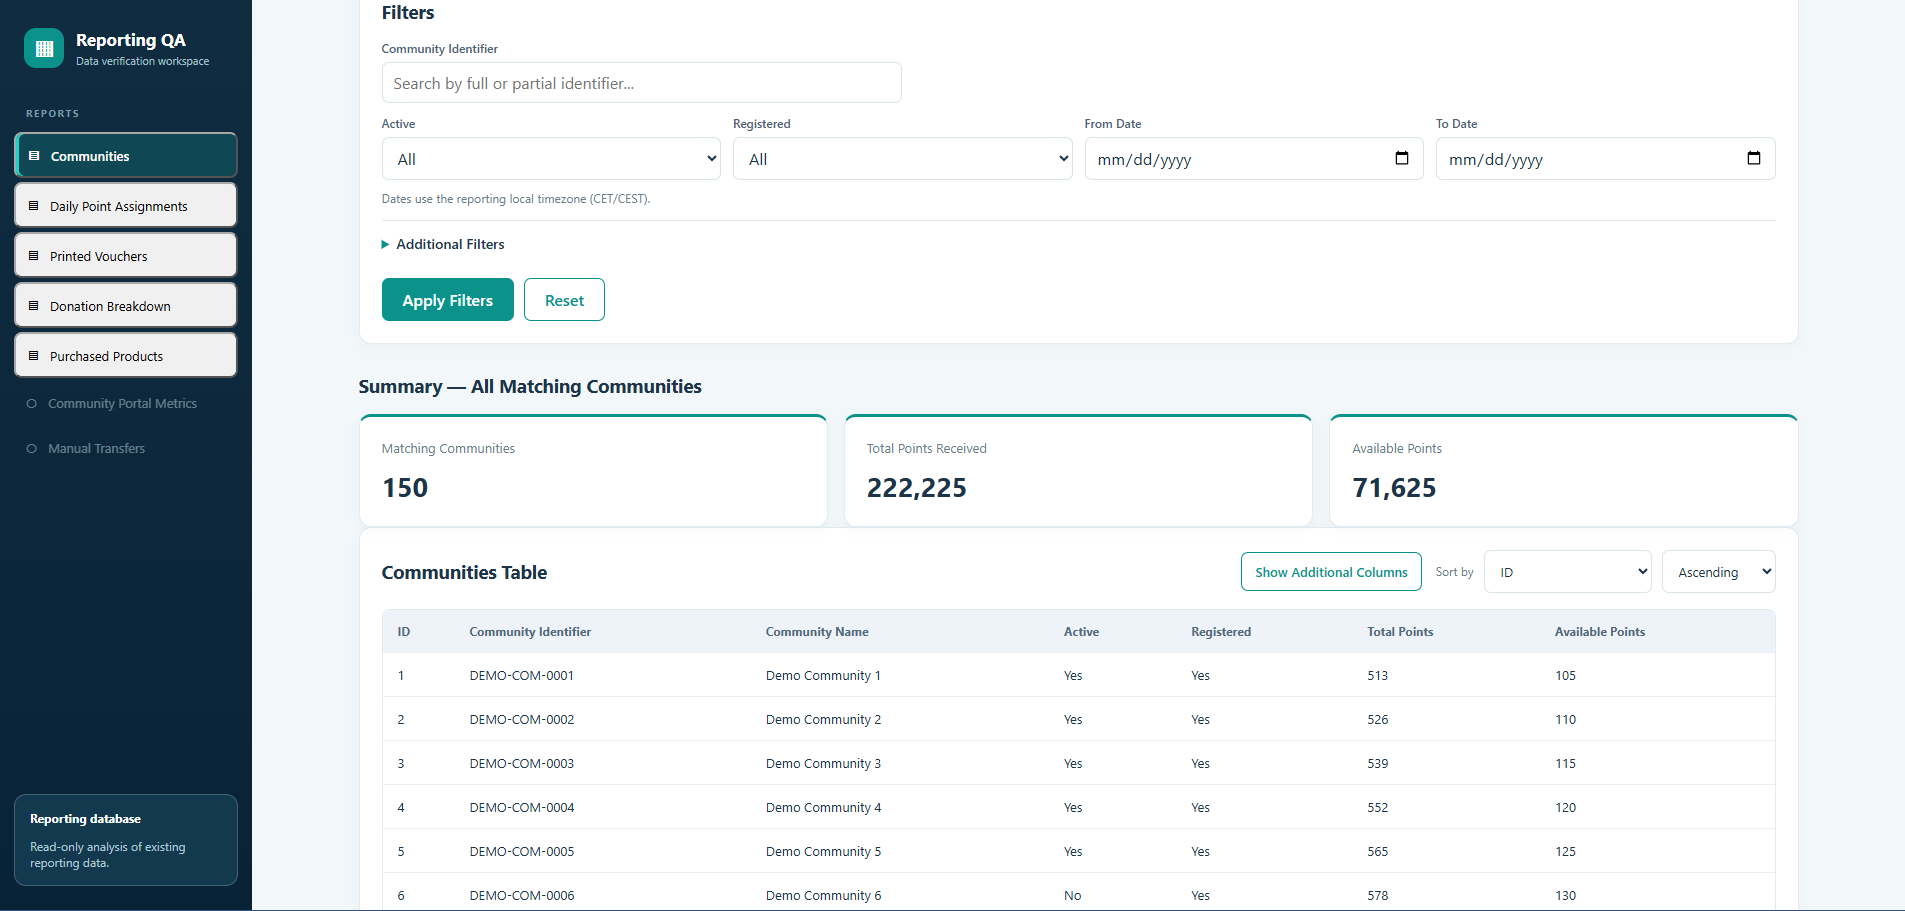 Reporting QA
Data verification workspace
REPORTS
Communities
Daily Point Assignments
Printed Vouchers
Donation Breakdown
Purchased Products
Community Portal Metrics
Manual Transfers
Reporting database
Read-only analysis of existing
reporting data.
Filters
Community Identifier
Search by full or partial identifier...
Active Registered From Date To Date
All All mm/dd/yyyy mm/dd/yyyy
Dates use the reporting local timezone (CET/CEST).
Additional Filters
Apply Filters Reset
Summary — All Matching Communities
Matching Communities Total Points Received Available Points
150 222,225 71,625
Communities Table Show Additional Columns Sort by ID Ascending
ID Community Identifier Community Name Active Registered Total Points Available Points
1 DEMO-COM-0001 Demo Community 1 Yes Yes 513 105
2 DEMO-COM-0002 Demo Community 2 Yes Yes 526 110
3 DEMO-COM-0003 Demo Community 3 Yes Yes 539 115
4 DEMO-COM-0004 Demo Community 4 Yes Yes 552 120
5 DEMO-COM-0005 Demo Community 5 Yes Yes 565 125
6 DEMO-COM-0006 Demo Community 6 No Yes 578 130